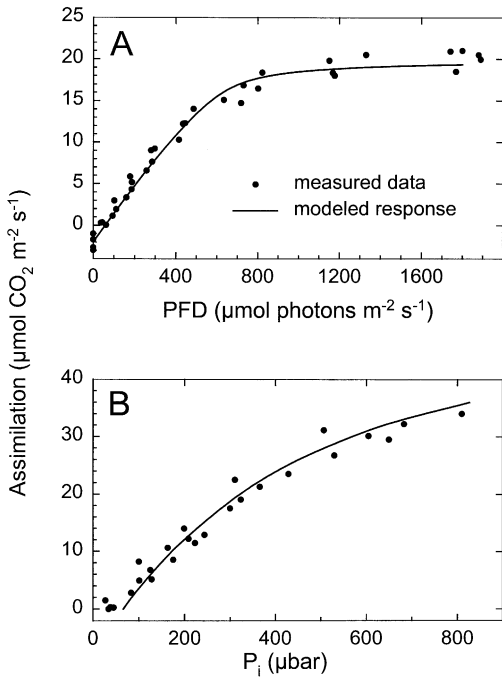 A
25
20
15
10
5
0
measured data
modeled response
0 400 800 1200 1600
PFD (µmol photons m⁻² s⁻¹)
Assimilation (µmol CO₂ m⁻² s⁻¹)
B
40
30
20
10
0
0 200 400 600 800
Pᵢ (µbar)